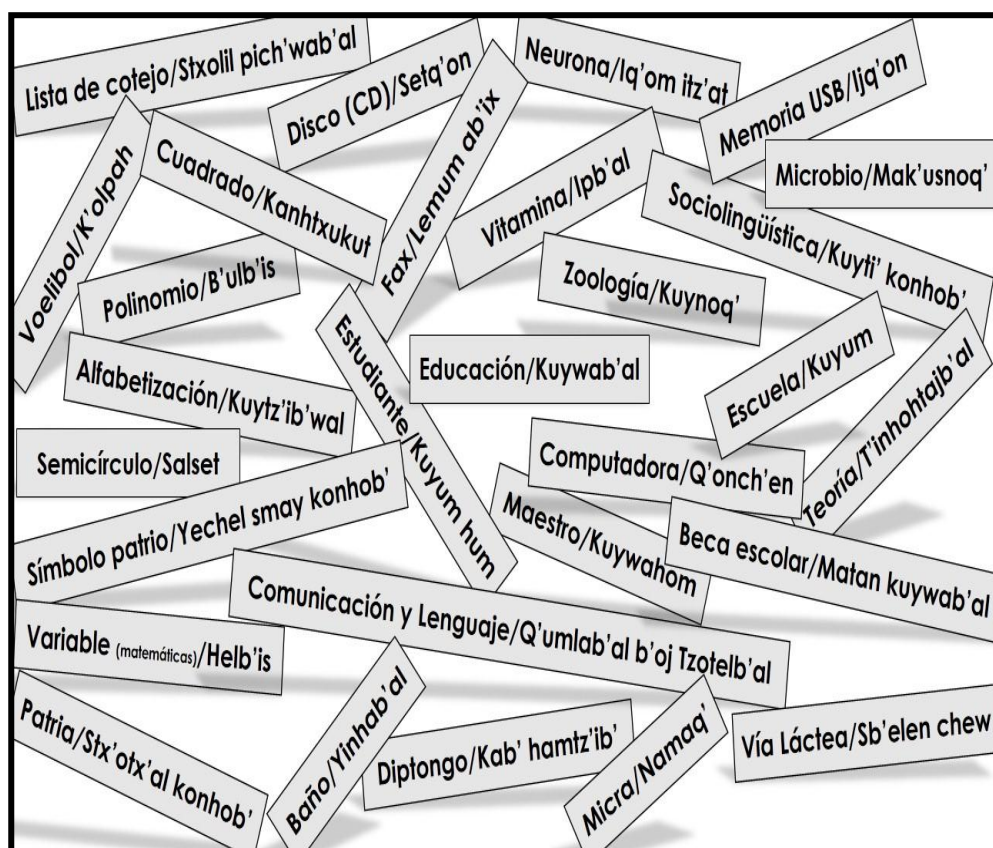 Lista de cotejo/Stxolil pich’wab’al
Disco (CD)/Setq’on
Neurona/Iq’om itz’at
Memoria USB/Ijq’on
Microbio/Mak’usnoq’
Voelibol/K’olpah
Cuadrado/Kanhtxukut
Fax/Lemum ab’ix
Vitamina/Ipb’al
Sociolingüística/Kuyti’ konhob’
Polinomio/B’ulb’is
Zoología/Kuynoq’
Alfabetización/Kuytz’ib’wal
Estudiante/Kuyum hum
Educación/Kuywab’al
Escuela/Kuyum
Teoría/T’inhohtajb’al
Semicírculo/Salset
Computadora/Q’onch’en
Símbolo patrio/Yechel smay konhob’
Maestro/Kuywahom
Beca escolar/Matan kuywab’al
Comunicación y Lenguaje/Q’umlab’al b’oj Tzotelb’al
Variable (matemáticas)/Helb’is
Patria/Stx’otx’al konhob’
Baño/Yinhab’al
Diptongo/Kab’ hamtz’ib’
Micra/Namaq’
Vía Láctea/Sb’elen chew